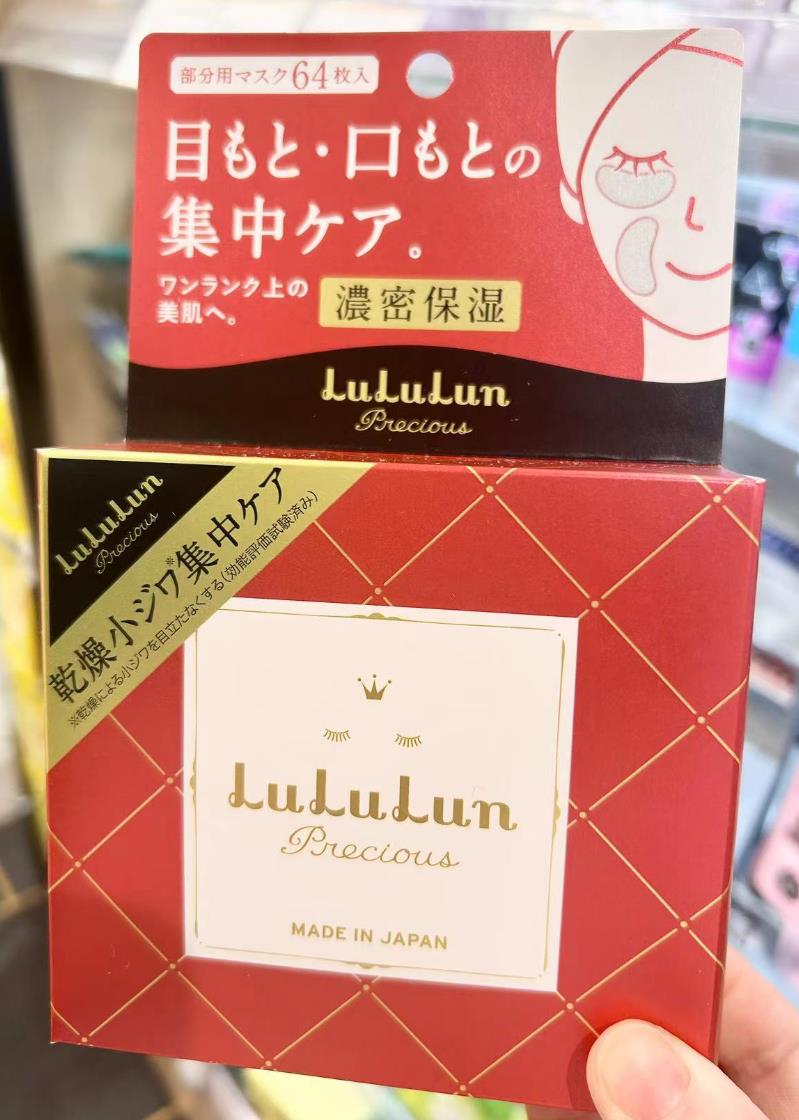 部分用マスク64枚入
目もと・口もとの
集中ケア。
ワンランク上の
美肌へ。
濃密保湿
LuLuLun
Precious
LuLuLun
Precious
乾燥小ジワ※集中ケア
※乾燥による小ジワを目立たなくする(効能評価試験済み)
LuLuLun
Precious
MADE IN JAPAN